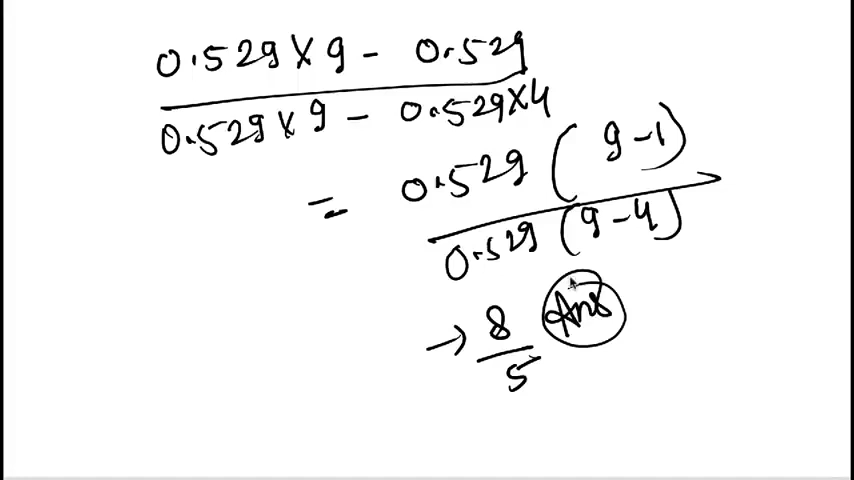 0.529 × 9 - 0.529
0.529 × 9 - 0.529 × 4
= 0.529 (9-1)
0.529 (9-4)
→ 8 Ans
5